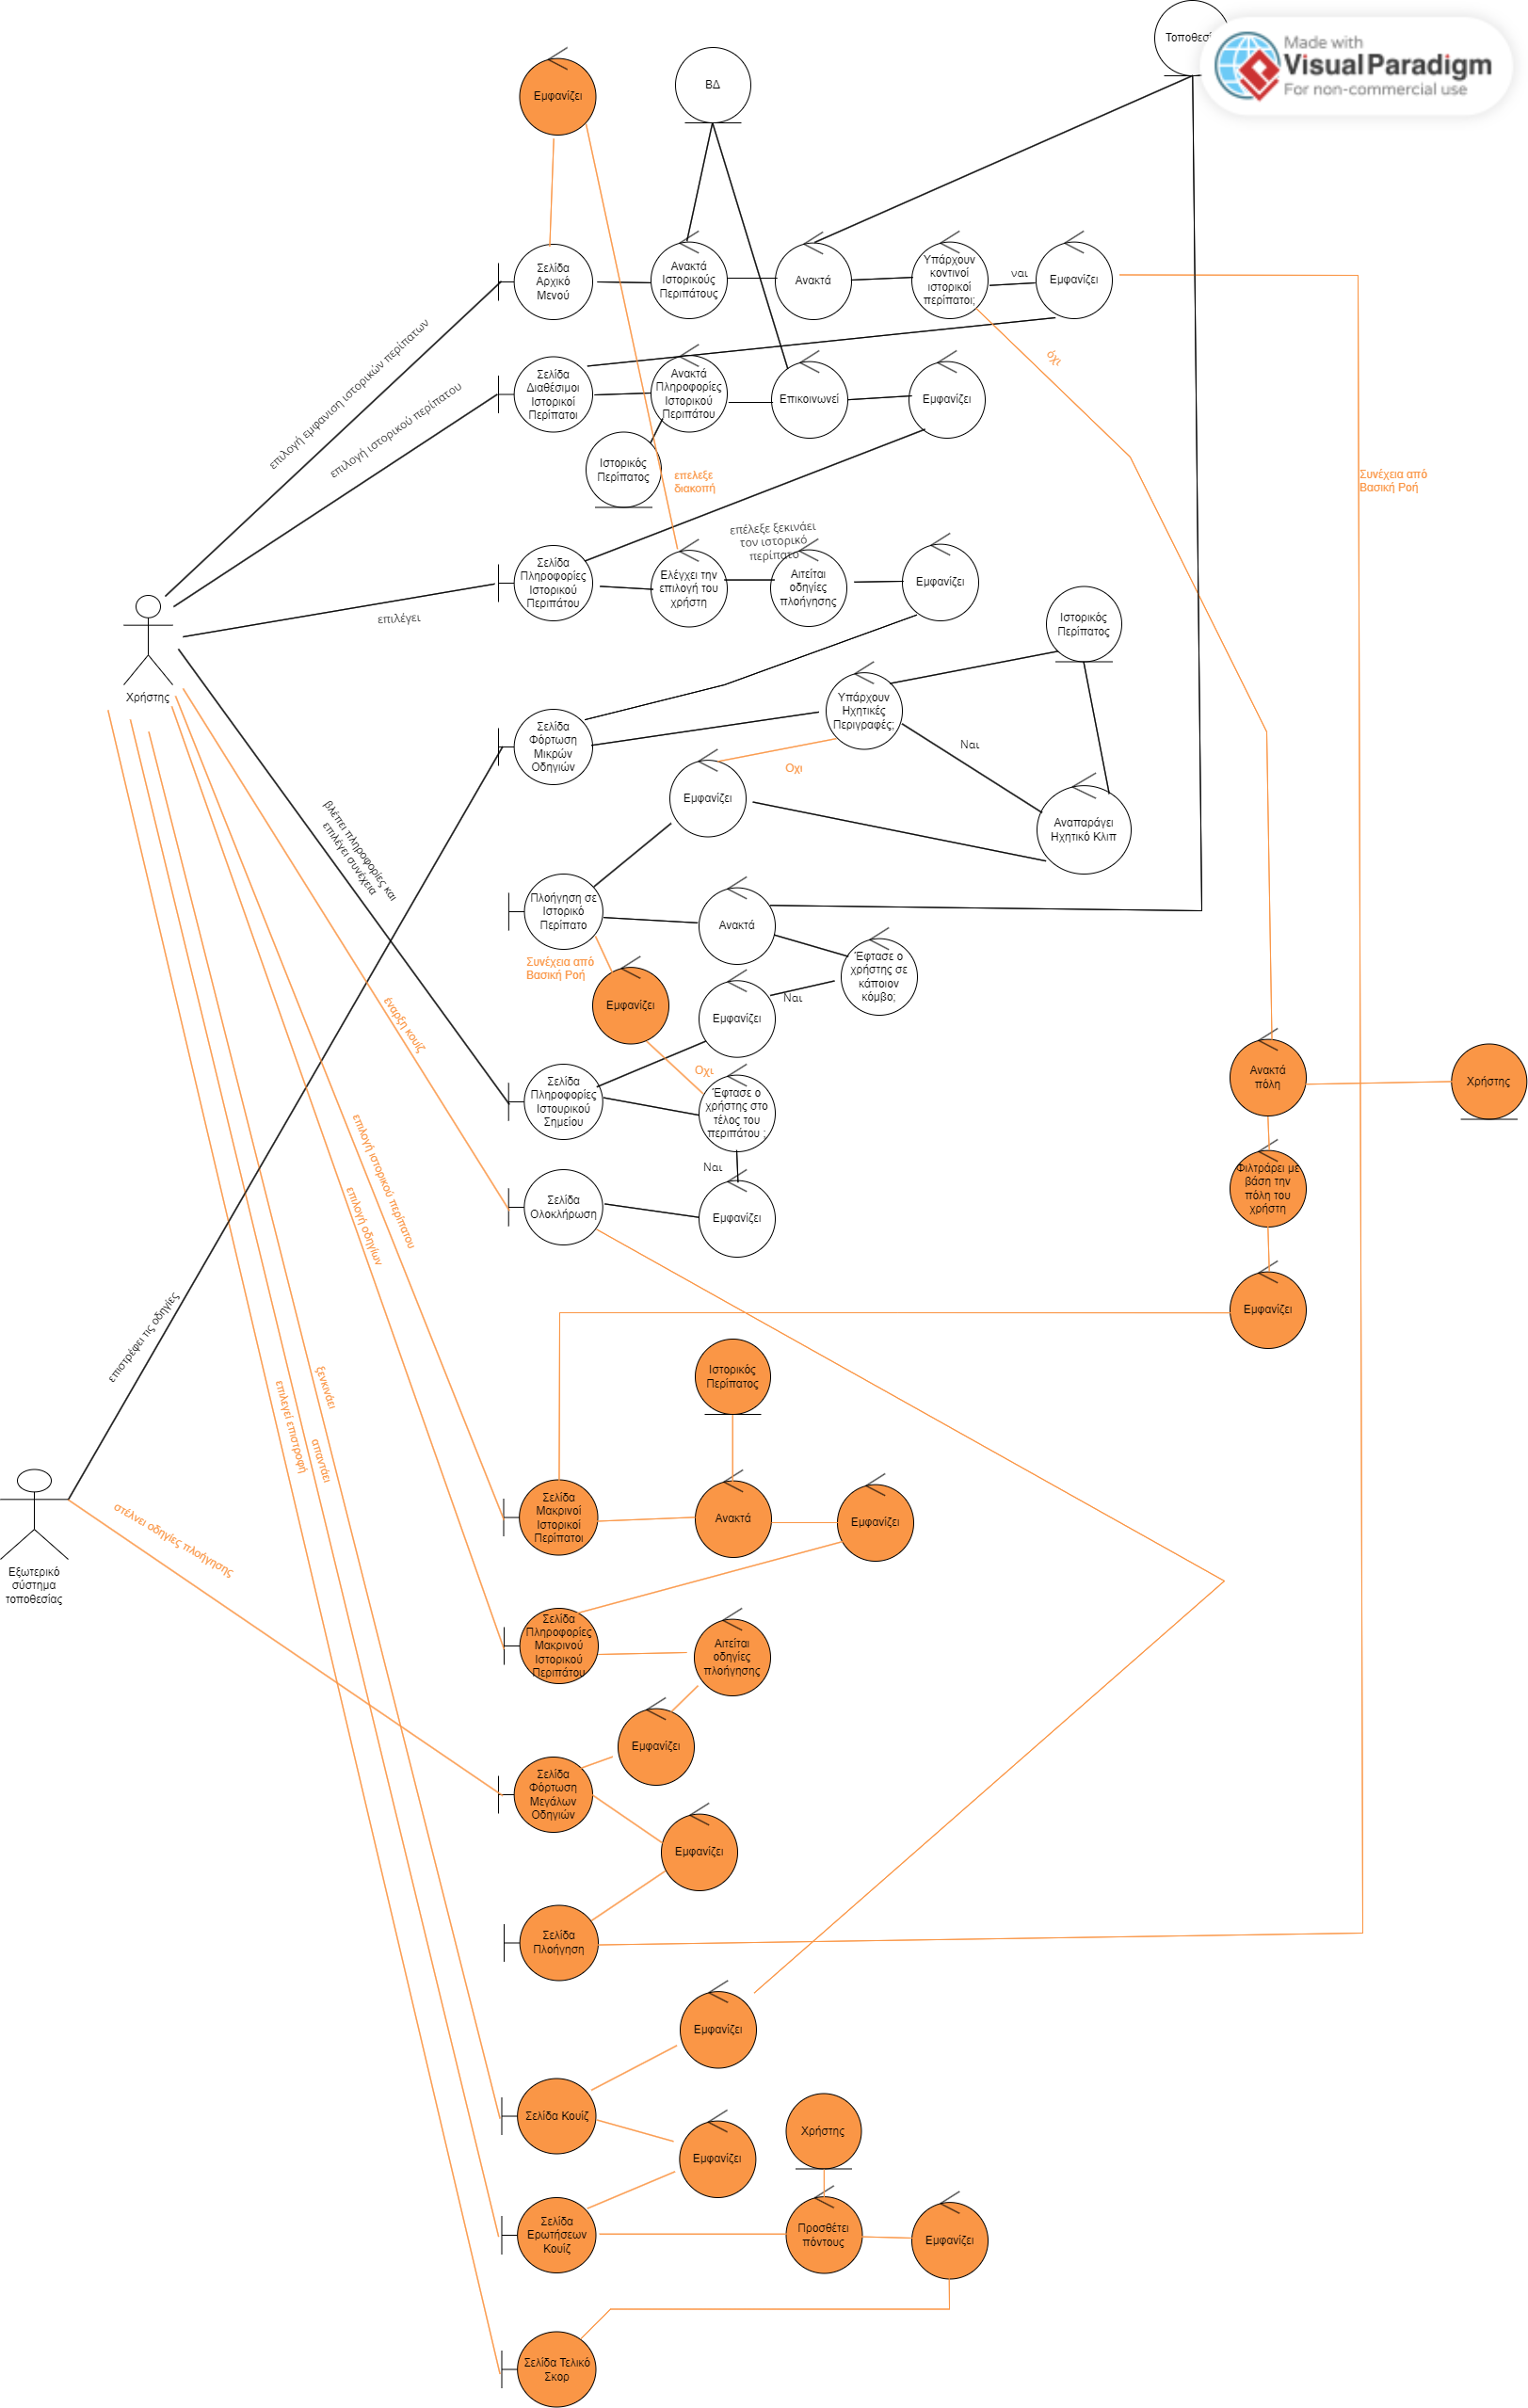 Τοποθεσί
Made with
Visual Paradigm
For non-commercial use
Εμφανίζει
ΒΔ
Σελίδα
Αρχικό
Μενού
Ανακτά
Ιστορικούς
Περιπάτους
Ανακτά
Υπάρχουν
κοντινοί
ιστορικοί
περίπατοι;
ναι
Εμφανίζει
επιλογή εμφανιση ιστορικών περίπατων
όχι
Σελίδα
Διαθέσιμοι
Ιστορικοί
Περίπατοι
Ανακτά
Πληροφορίες
Ιστορικού
Περιπάτου
Επικοινωνεί
Εμφανίζει
επιλογή ιστορικού περίπατου
Ιστορικός
Περίπατος
επελεξε
διακοπή
Συνέχεια από
Βασική Ροή
επέλεξε ξεκινάει
τον ιστορικό
περίπατο
Σελίδα
Πληροφορίες
Ιστορικού
Περιπάτου
Ελέγχει την
επιλογή του
χρήστη
Αιτείται
οδηγίες
πλοήγησης
Εμφανίζει
επιλέγει
Χρήστης
Ιστορικός
Περίπατος
Υπάρχουν
Ηχητικές
Περιγραφές;
Σελίδα
Φόρτωση
Μικρών
Οδηγιών
Ναι
Οχι
Εμφανίζει
Αναπαράγει
Ηχητικό Κλιπ
βλέπει πληροφορίες και
επιλέγει συνέχεια
Πλοήγηση σε
Ιστορικό
Περίπατο
Ανακτά
Συνέχεια από
Βασική Ροή
Έφτασε ο
χρήστης σε
κάποιον
κόμβο;
Εμφανίζει
Ναι
Εμφανίζει
έναρξη κουίζ
Οχι
Σελίδα
Πληροφορίες
Ιστουρικού
Σημείου
Έφτασε ο
χρήστης στο
τέλος του
περιπάτου ;
Ανακτά
πόλη
Χρήστης
Ναι
επιλογή ιστορικού περίπατου
Σελίδα
Ολοκλήρωση
Εμφανίζει
Φιλτράρει με
βάση την
πόλη του
χρήστη
επιλογή οδηγίων
Εμφανίζει
επιστρέφει τις οδηγίες
Ιστορικός
Περίπατος
ξενκινάει
επιλεγεί επιστροφή
απαντάει
Σελίδα
Μακρινοί
Ιστορικοί
Περίπατοι
Ανακτά
Εμφανίζει
στέλνει οδηγίες πλοήγησης
Εξωτερικό
σύστημα
τοποθεσίας
Σελίδα
Πληροφορίες
Μακρινού
Ιστορικού
Περιπάτου
Αιτείται
οδηγίες
πλοήγησης
Εμφανίζει
Σελίδα
Φόρτωση
Μεγάλων
Οδηγιών
Εμφανίζει
Σελίδα
Πλοήγηση
Εμφανίζει
Σελίδα Κουίζ
Χρήστης
Εμφανίζει
Σελίδα
Ερωτήσεων
Κουίζ
Προσθέτει
πόντους
Εμφανίζει
Σελίδα Τελικό
Σκορ